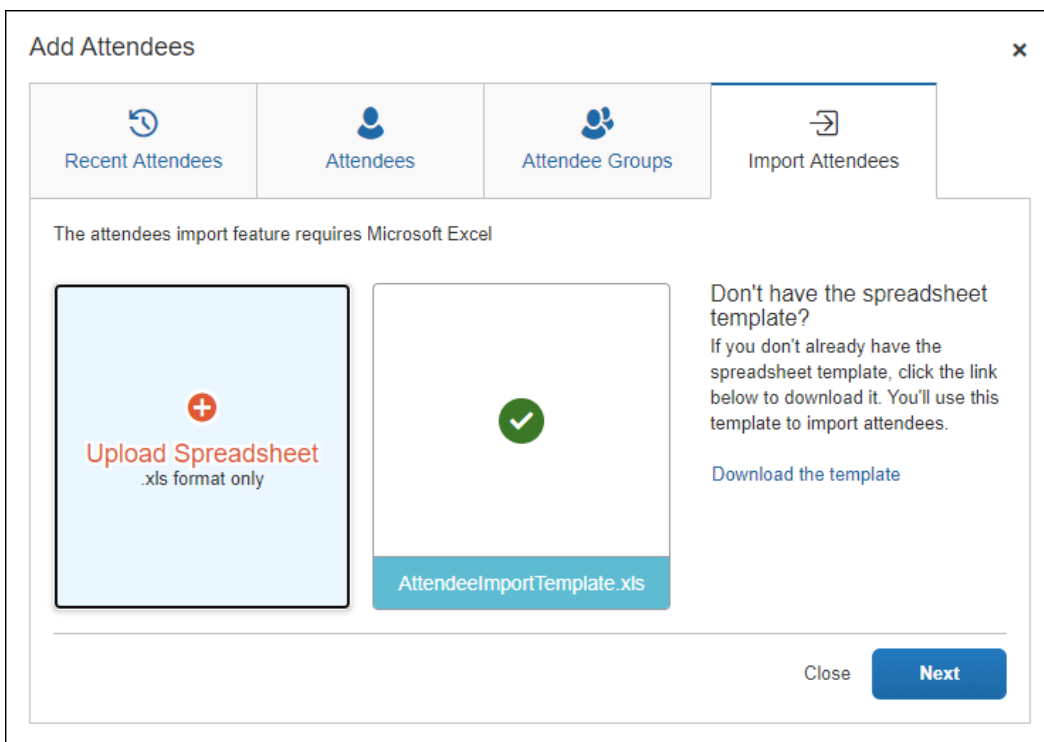 Add Attendees
Recent Attendees
Attendees
Attendee Groups
Import Attendees
The attendees import feature requires Microsoft Excel
Upload Spreadsheet
.xls format only
AttendeeImportTemplate.xls
Don't have the spreadsheet
template?
If you don't already have the
spreadsheet template, click the link
below to download it. You'll use this
template to import attendees.
Download the template
Close
Next